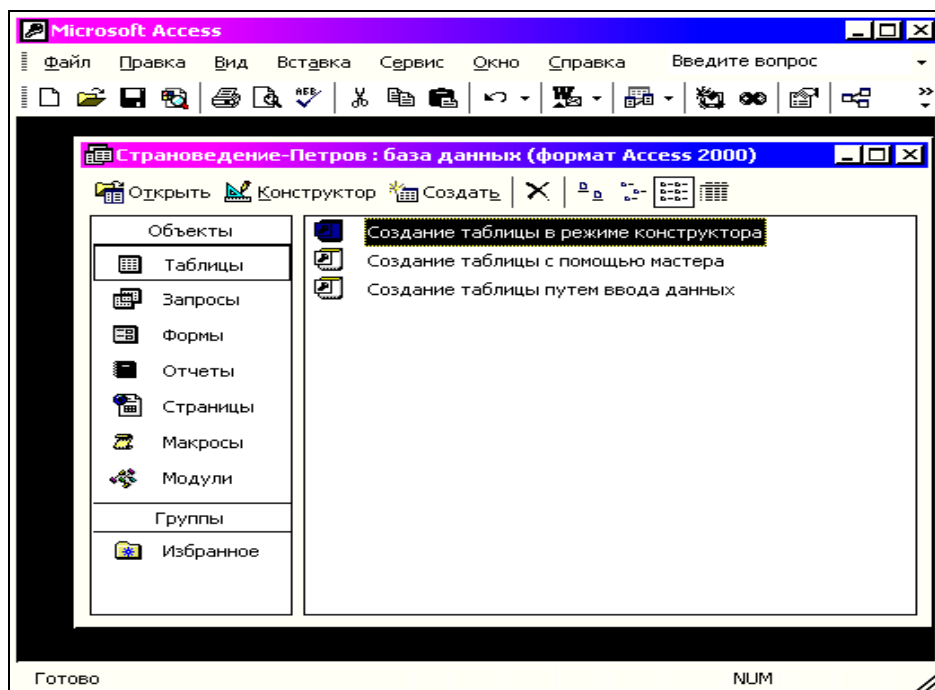 Microsoft Access
Файл Правка Вид Вставка Сервис Окно Справка Введите вопрос
Страноведение-Петров : база данных (формат Access 2000)
Открыть Конструктор Создать
Объекты
Таблицы
Запросы
Формы
Отчеты
Страницы
Макросы
Модули
Группы
Избранное
Создание таблицы в режиме конструктора
Создание таблицы с помощью мастера
Создание таблицы путем ввода данных
Готово NUM